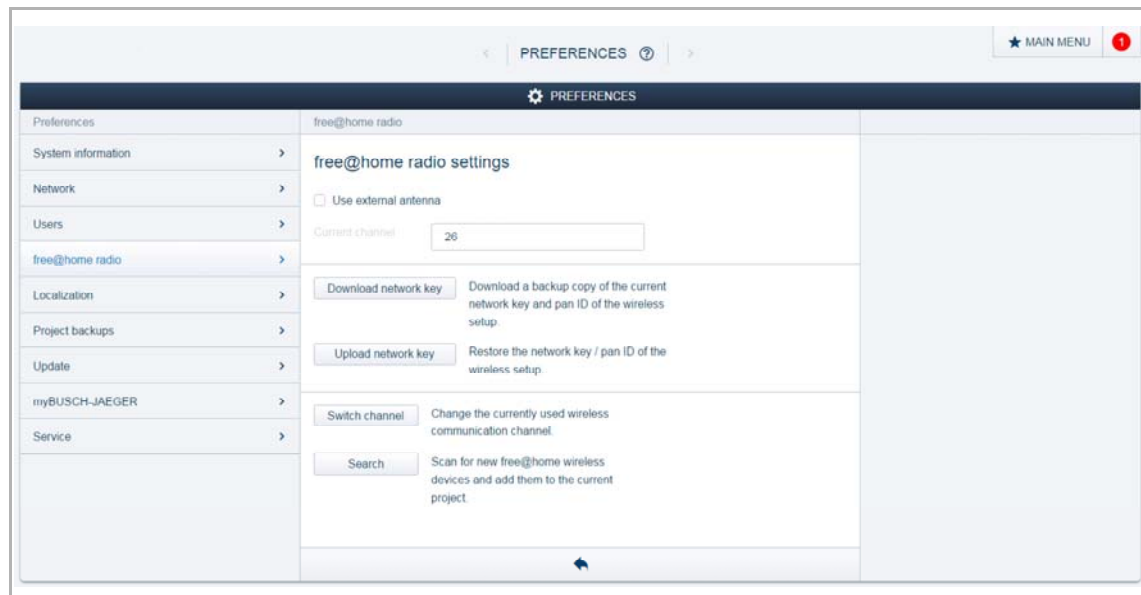 PREFERENCES
MAIN MENU
1
PREFERENCES
Preferences
System information
Network
Users
free@home radio
Localization
Project backups
Update
myBUSCH-JAEGER
Service
free@home radio
free@home radio settings
Use external antenna
Current channel
26
Download network key
Download a backup copy of the current
network key and pan ID of the wireless
setup.
Upload network key
Restore the network key / pan ID of the
wireless setup.
Switch channel
Change the currently used wireless
communication channel.
Search
Scan for new free@home wireless
devices and add them to the current
project.